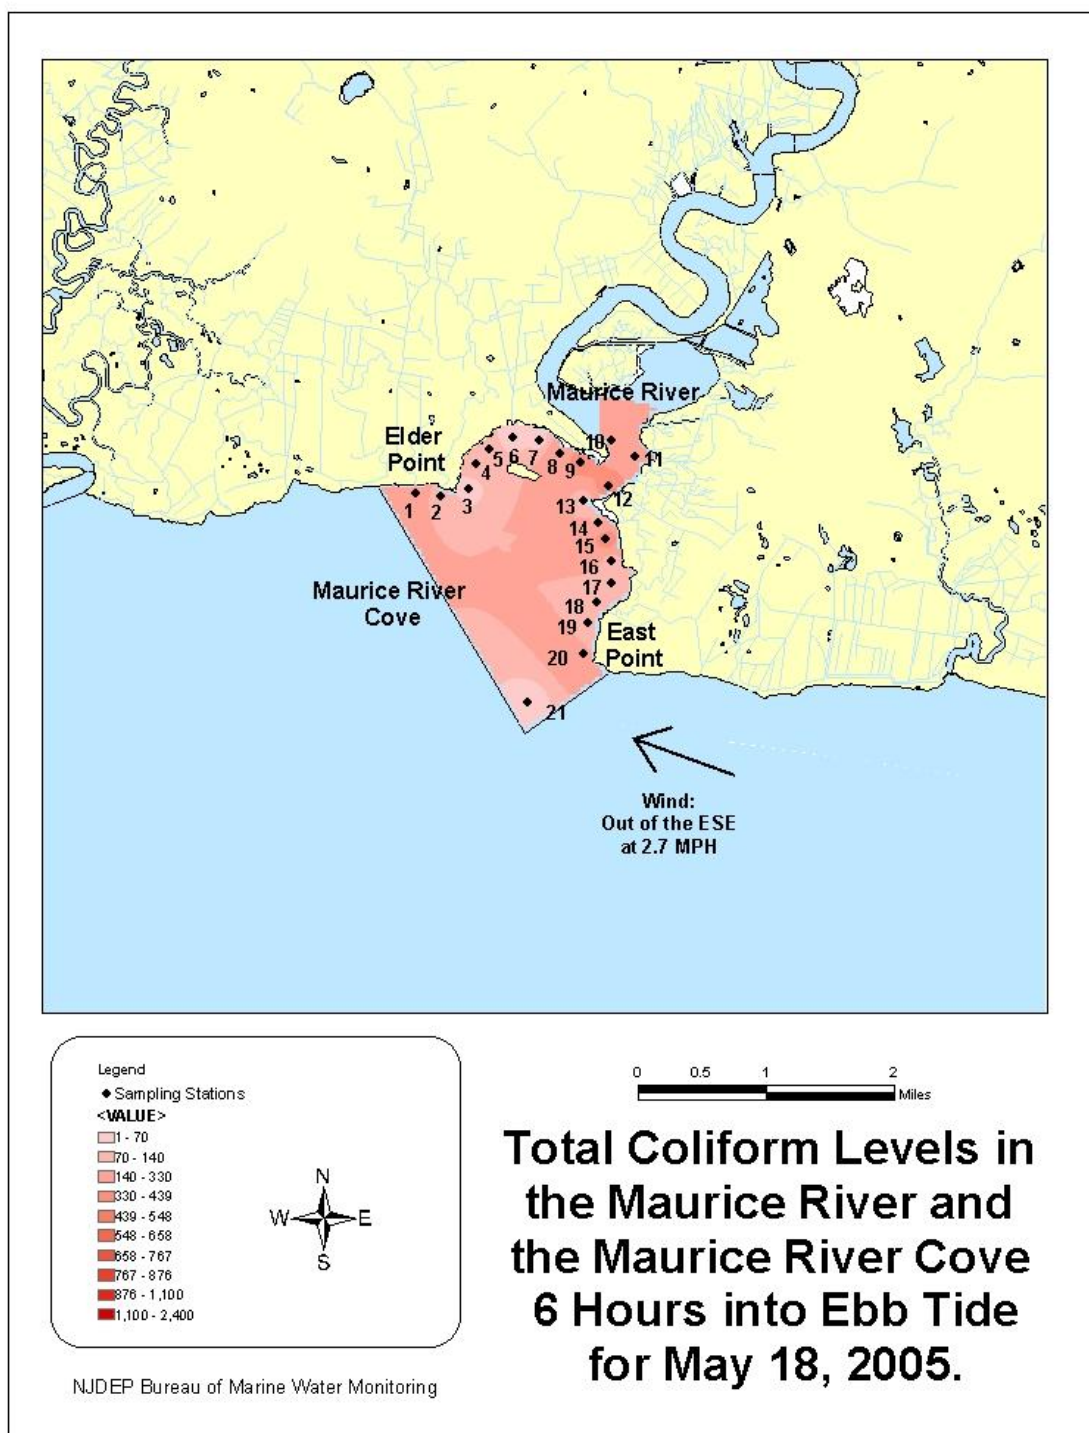 Maurice River
Elder
Point
10
11
5
6
7
8
9
4
3
1
2
12
13
14
15
16
17
18
19
20
21
Maurice River
Cove
East
Point
Wind:
Out of the ESE
at 2.7 MPH
Legend
Sampling Stations
<VALUE>
1 - 70
70 - 140
140 - 330
330 - 439
439 - 548
548 - 658
658 - 767
767 - 876
876 - 1,100
1,100 - 2,400
N
W E
S
0 0.5 1 2
Miles
Total Coliform Levels in
the Maurice River and
the Maurice River Cove
6 Hours into Ebb Tide
for May 18, 2005.
NJDEP Bureau of Marine Water Monitoring